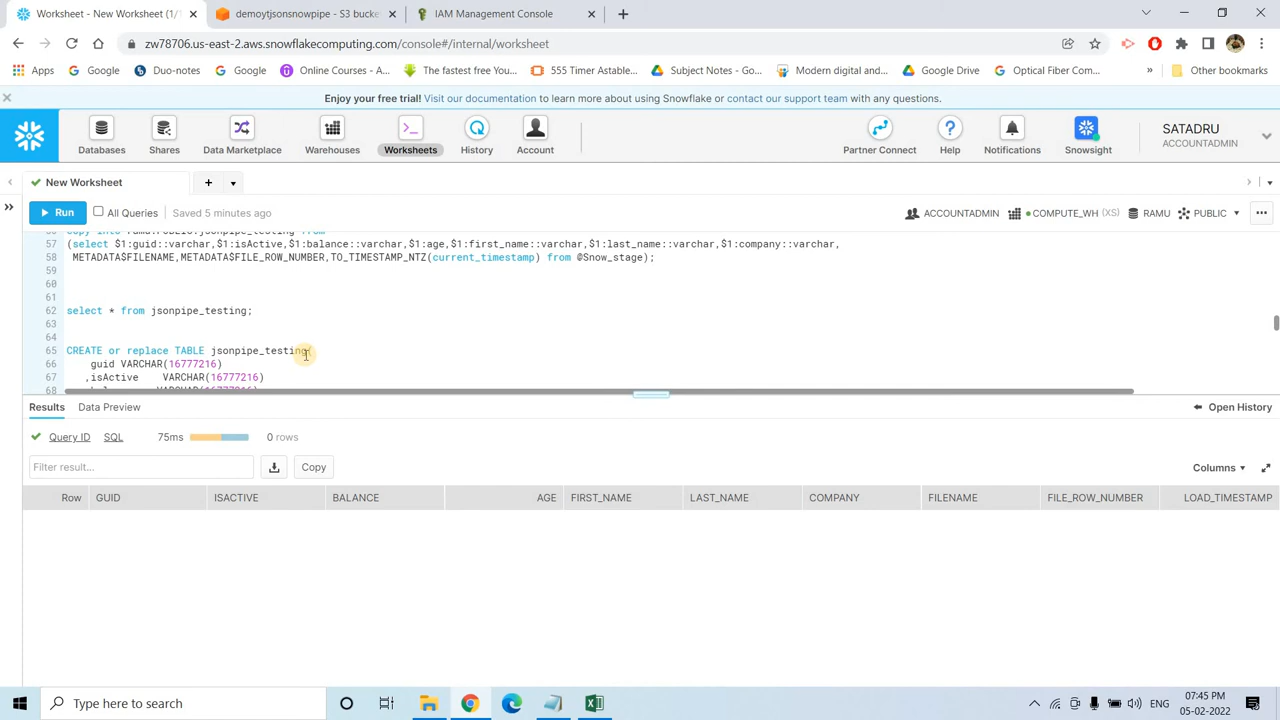 Worksheet - New Worksheet (1/
demoytjsonsnowpipe - S3 bucke
IAM Management Console
zw78706.us-east-2.aws.snowflakecomputing.com/console#/internal/worksheet
Apps
Google
Duo-notes
Google
Online Courses - A...
The fastest free You...
555 Timer Astable...
Subject Notes - Go...
Modern digital and...
Google Drive
Optical Fiber Com...
»
Other bookmarks
Enjoy your free trial! Visit our documentation to learn more about using Snowflake or contact our support team with any questions.
Databases
Shares
Data Marketplace
Warehouses
Worksheets
History
Account
Partner Connect
Help
Notifications
Snowsight
SATADRU
ACCOUNTADMIN
New Worksheet
Run
All Queries
Saved 5 minutes ago
ACCOUNTADMIN
COMPUTE_WH (XS)
RAMU
PUBLIC
57 (select $1:guid::varchar,$1:isActive,$1:balance::varchar,$1:age,$1:first_name::varchar,$1:last_name::varchar,$1:company::varchar,
58 METADATA$FILENAME,METADATA$FILE_ROW_NUMBER,TO_TIMESTAMP_NTZ(current_timestamp) from @Snow_stage);
59
60
61
62 select * from jsonpipe_testing;
63
64
65 CREATE or replace TABLE jsonpipe_testing(
66 guid VARCHAR(16777216)
67 ,isActive VARCHAR(16777216)
68
Results
Data Preview
Open History
Query ID
SQL
75ms
0 rows
Filter result...
Copy
Columns
Row GUID ISACTIVE BALANCE AGE FIRST_NAME LAST_NAME COMPANY FILENAME FILE_ROW_NUMBER LOAD_TIMESTAMP
Type here to search
ENG
07:45 PM
05-02-2022